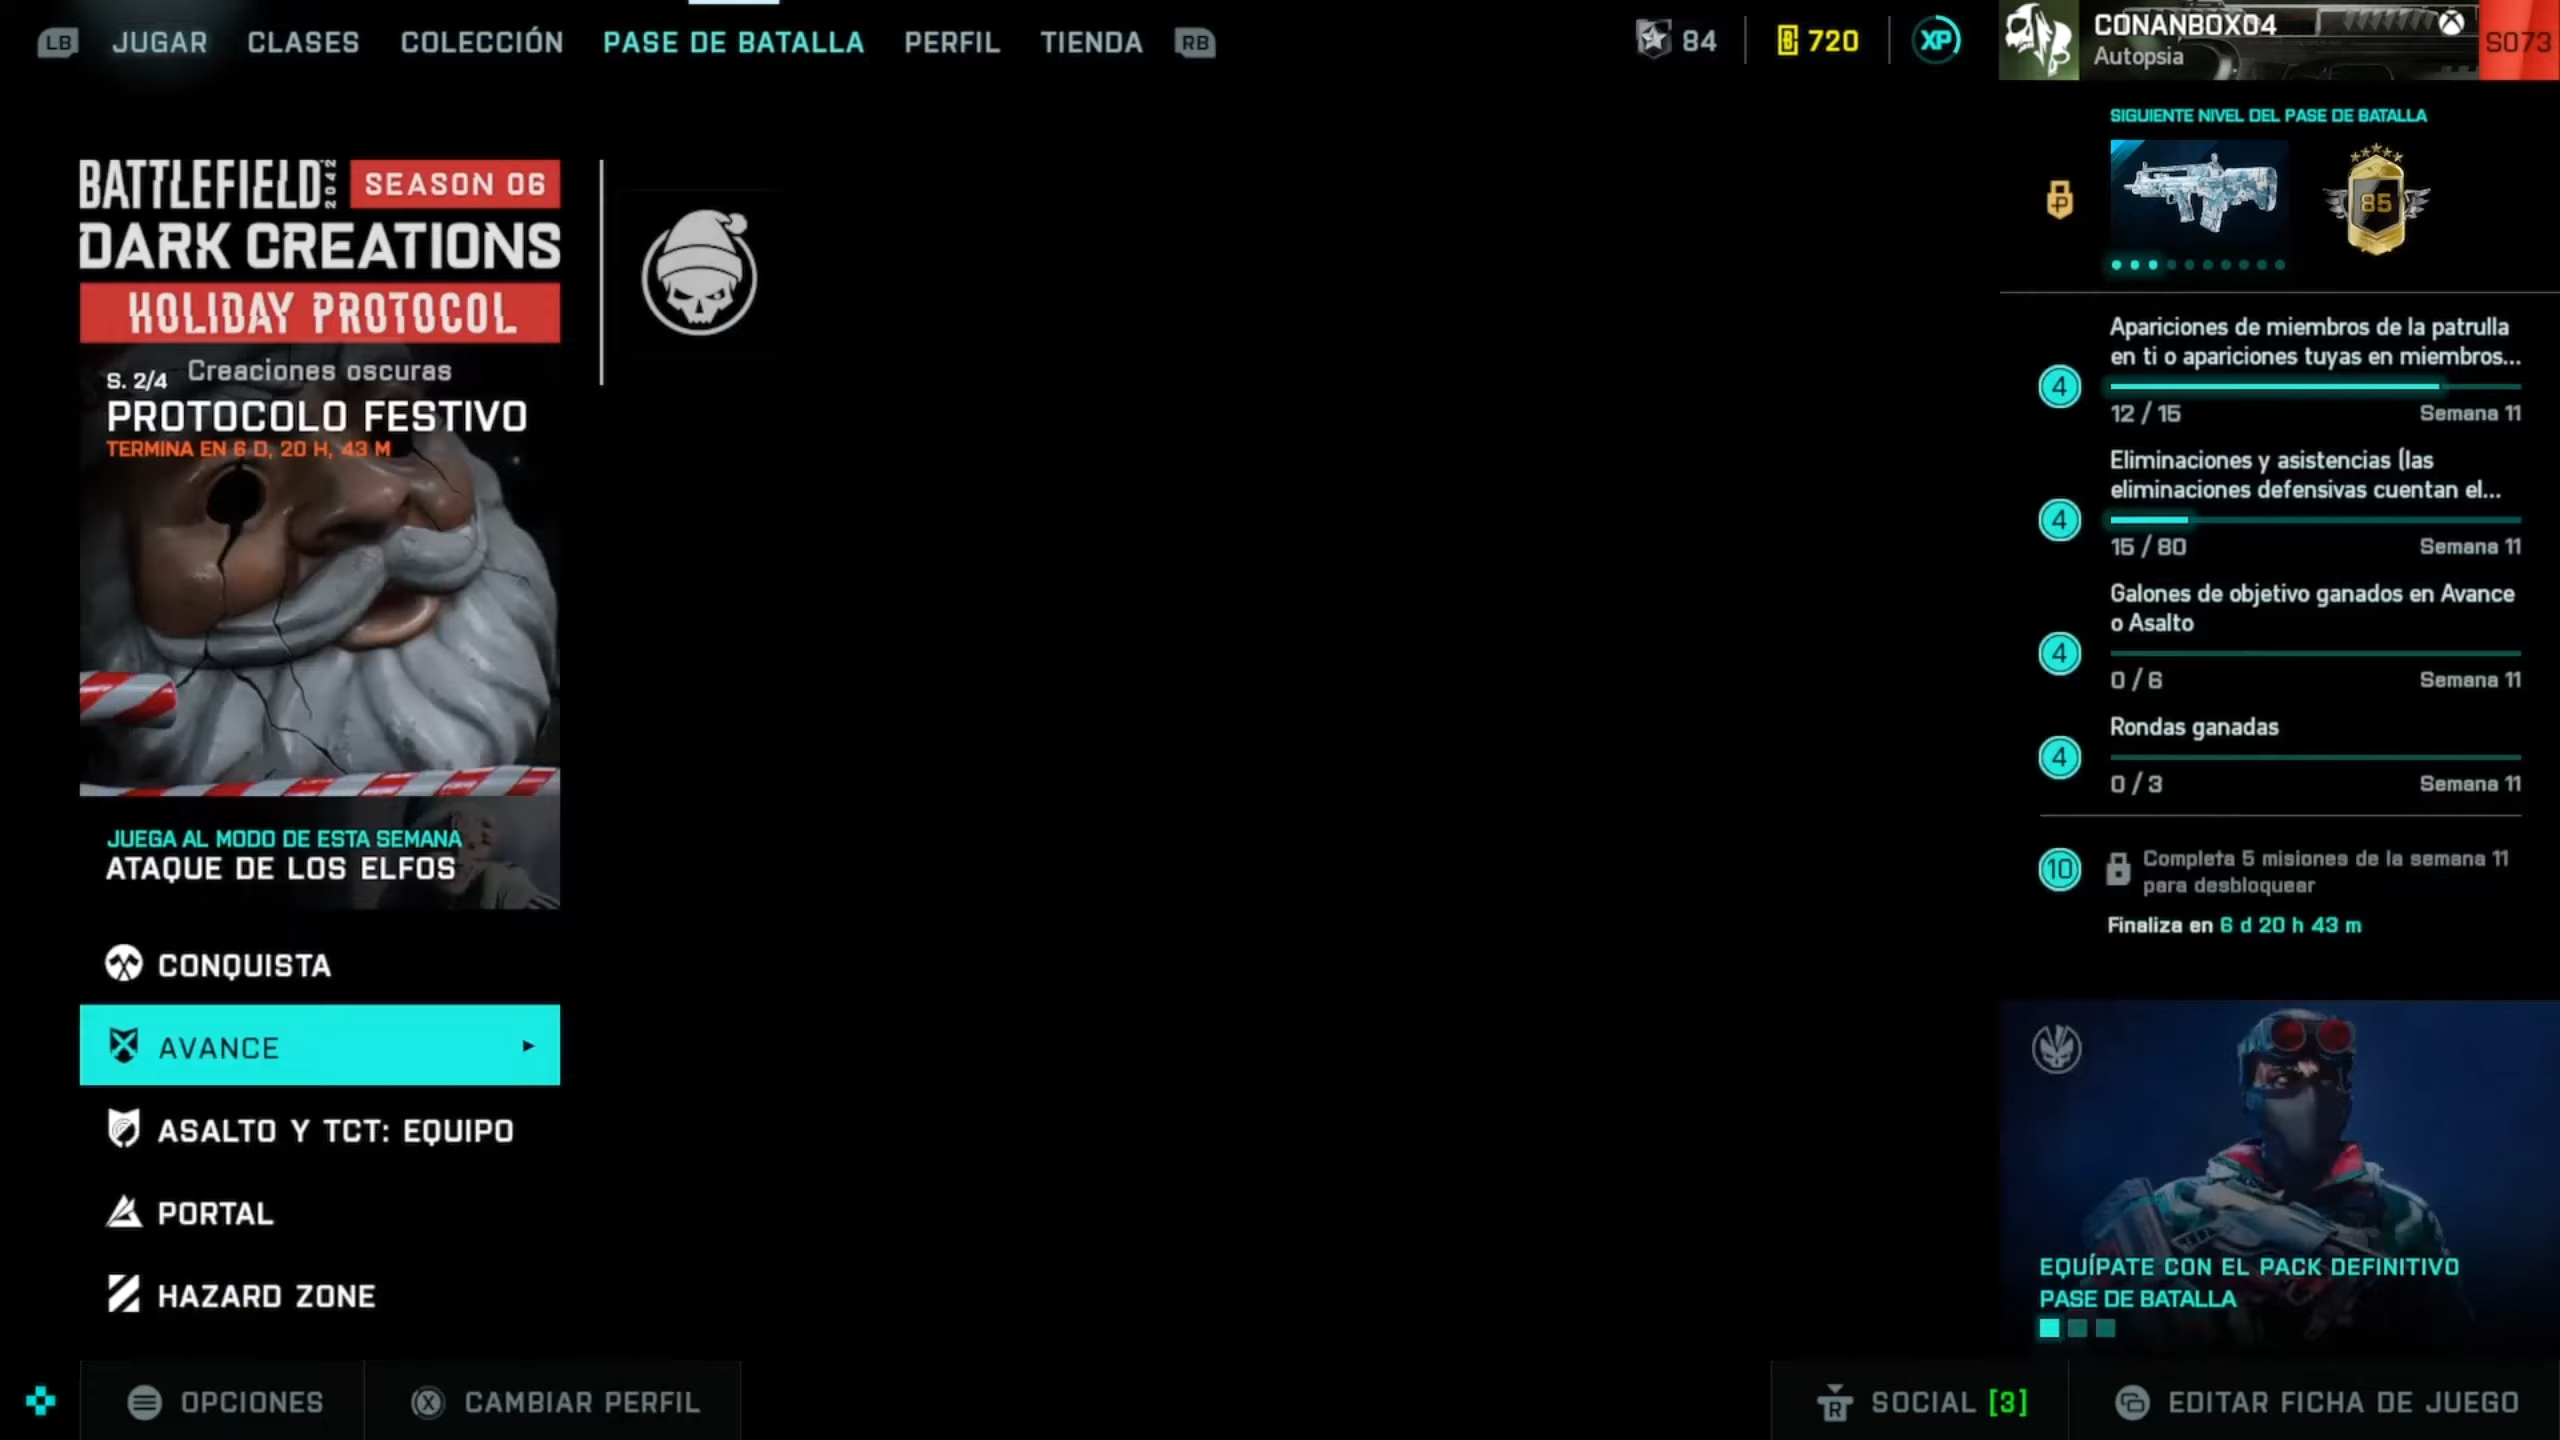 LB JUGAR CLASES COLECCIÓN PASE DE BATALLA PERFIL TIENDA RB
84 720 XP
CONANBOX04
Autopsia
S073
BATTLEFIELD 2042 SEASON 06
DARK CREATIONS
HOLIDAY PROTOCOL
Creaciones oscuras
S. 2/4
PROTOCOLO FESTIVO
TERMINA EN 6 D, 20 H, 43 M
JUEGA AL MODO DE ESTA SEMANA
ATAQUE DE LOS ELFOS
CONQUISTA
AVANCE
ASALTO Y TCT: EQUIPO
PORTAL
HAZARD ZONE
SIGUIENTE NIVEL DEL PASE DE BATALLA
P
85
Apariciones de miembros de la patrulla
en ti o apariciones tuyas en miembros...
4
12 / 15 Semana 11
Eliminaciones y asistencias (las
eliminaciones defensivas cuentan el...
4
15 / 80 Semana 11
Galones de objetivo ganados en Avance
o Asalto
4
0 / 6 Semana 11
Rondas ganadas
4
0 / 3 Semana 11
10
Completa 5 misiones de la semana 11
para desbloquear
Finaliza en 6 d 20 h 43 m
EQUÍPATE CON EL PACK DEFINITIVO
PASE DE BATALLA
OPCIONES X CAMBIAR PERFIL R SOCIAL [3] EDITAR FICHA DE JUEGO